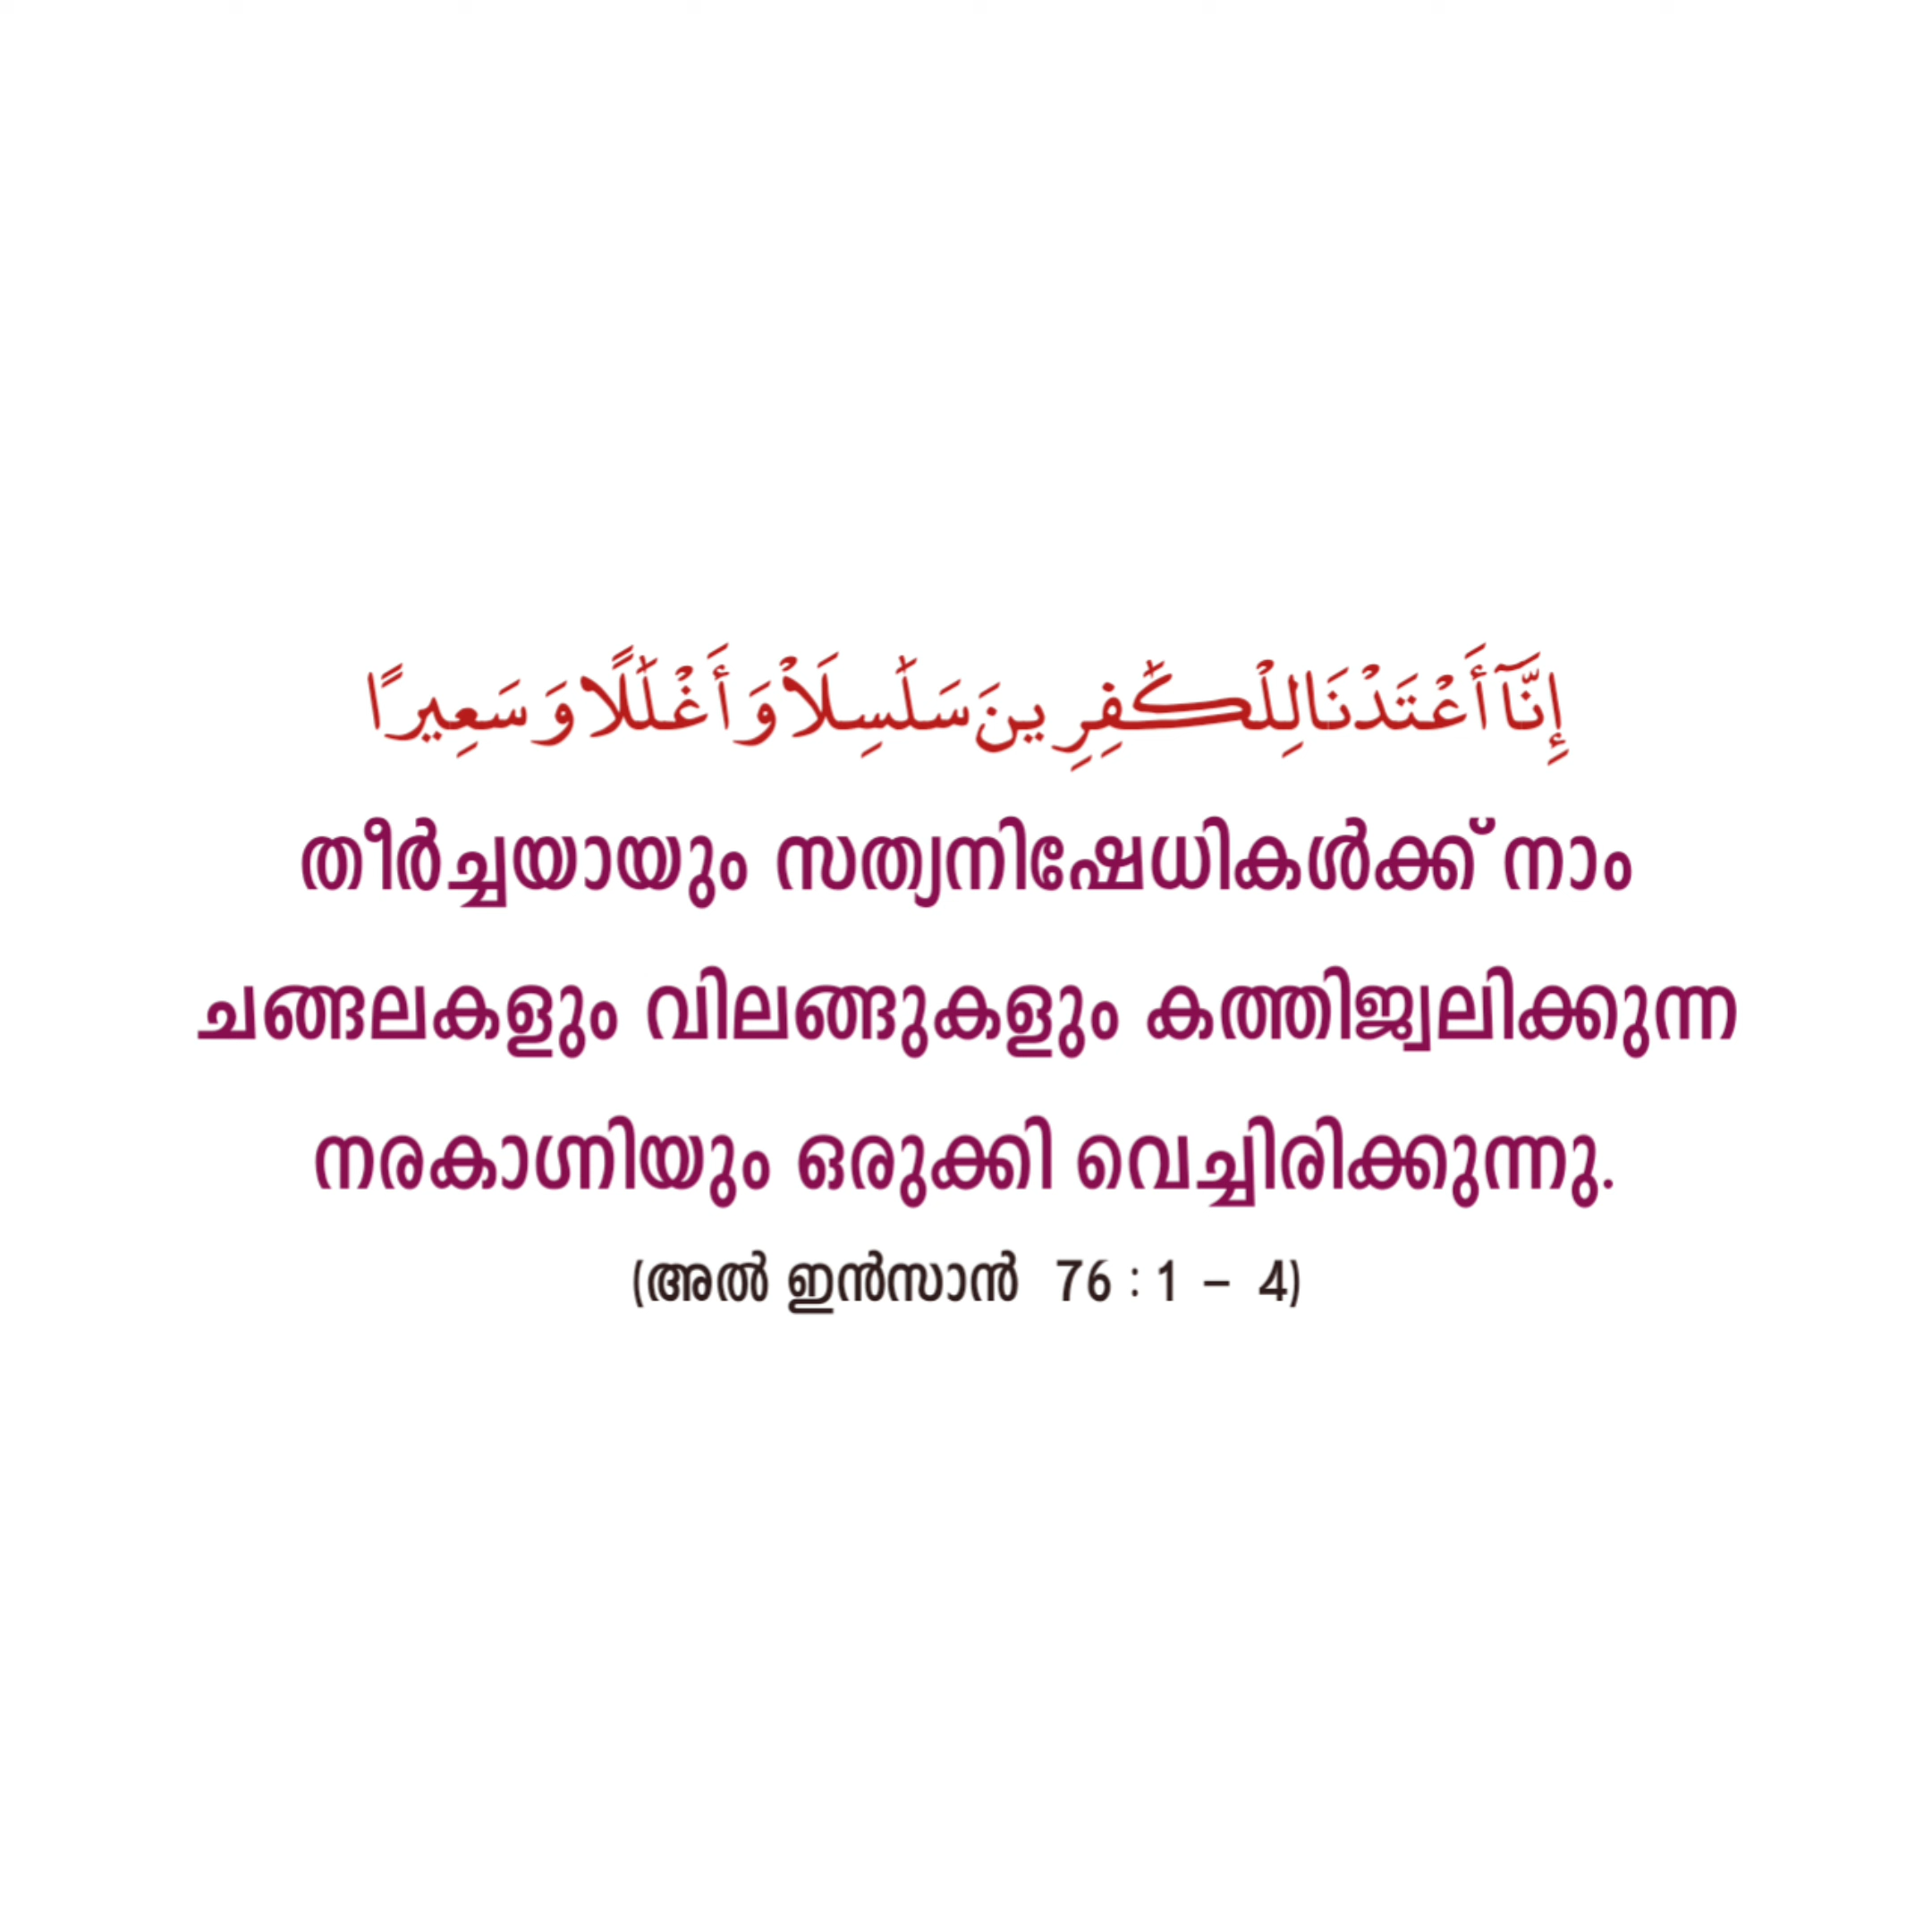 إِنَّآ أَعْتَدْنَا لِلْكَٰفِرِينَ سَلَٰسِلَاْ وَأَغْلَٰلًا وَسَعِيرًا
തീർച്ചയായും സത്യനിഷേധികൾക്ക് നാം
ചങ്ങലകളും വിലങ്ങുകളും കത്തിജ്വലിക്കുന്ന
നരകാഗ്നിയും ഒരുക്കി വെച്ചിരിക്കുന്നു.
(അൽ ഇൻസാൻ 76 : 1 – 4)